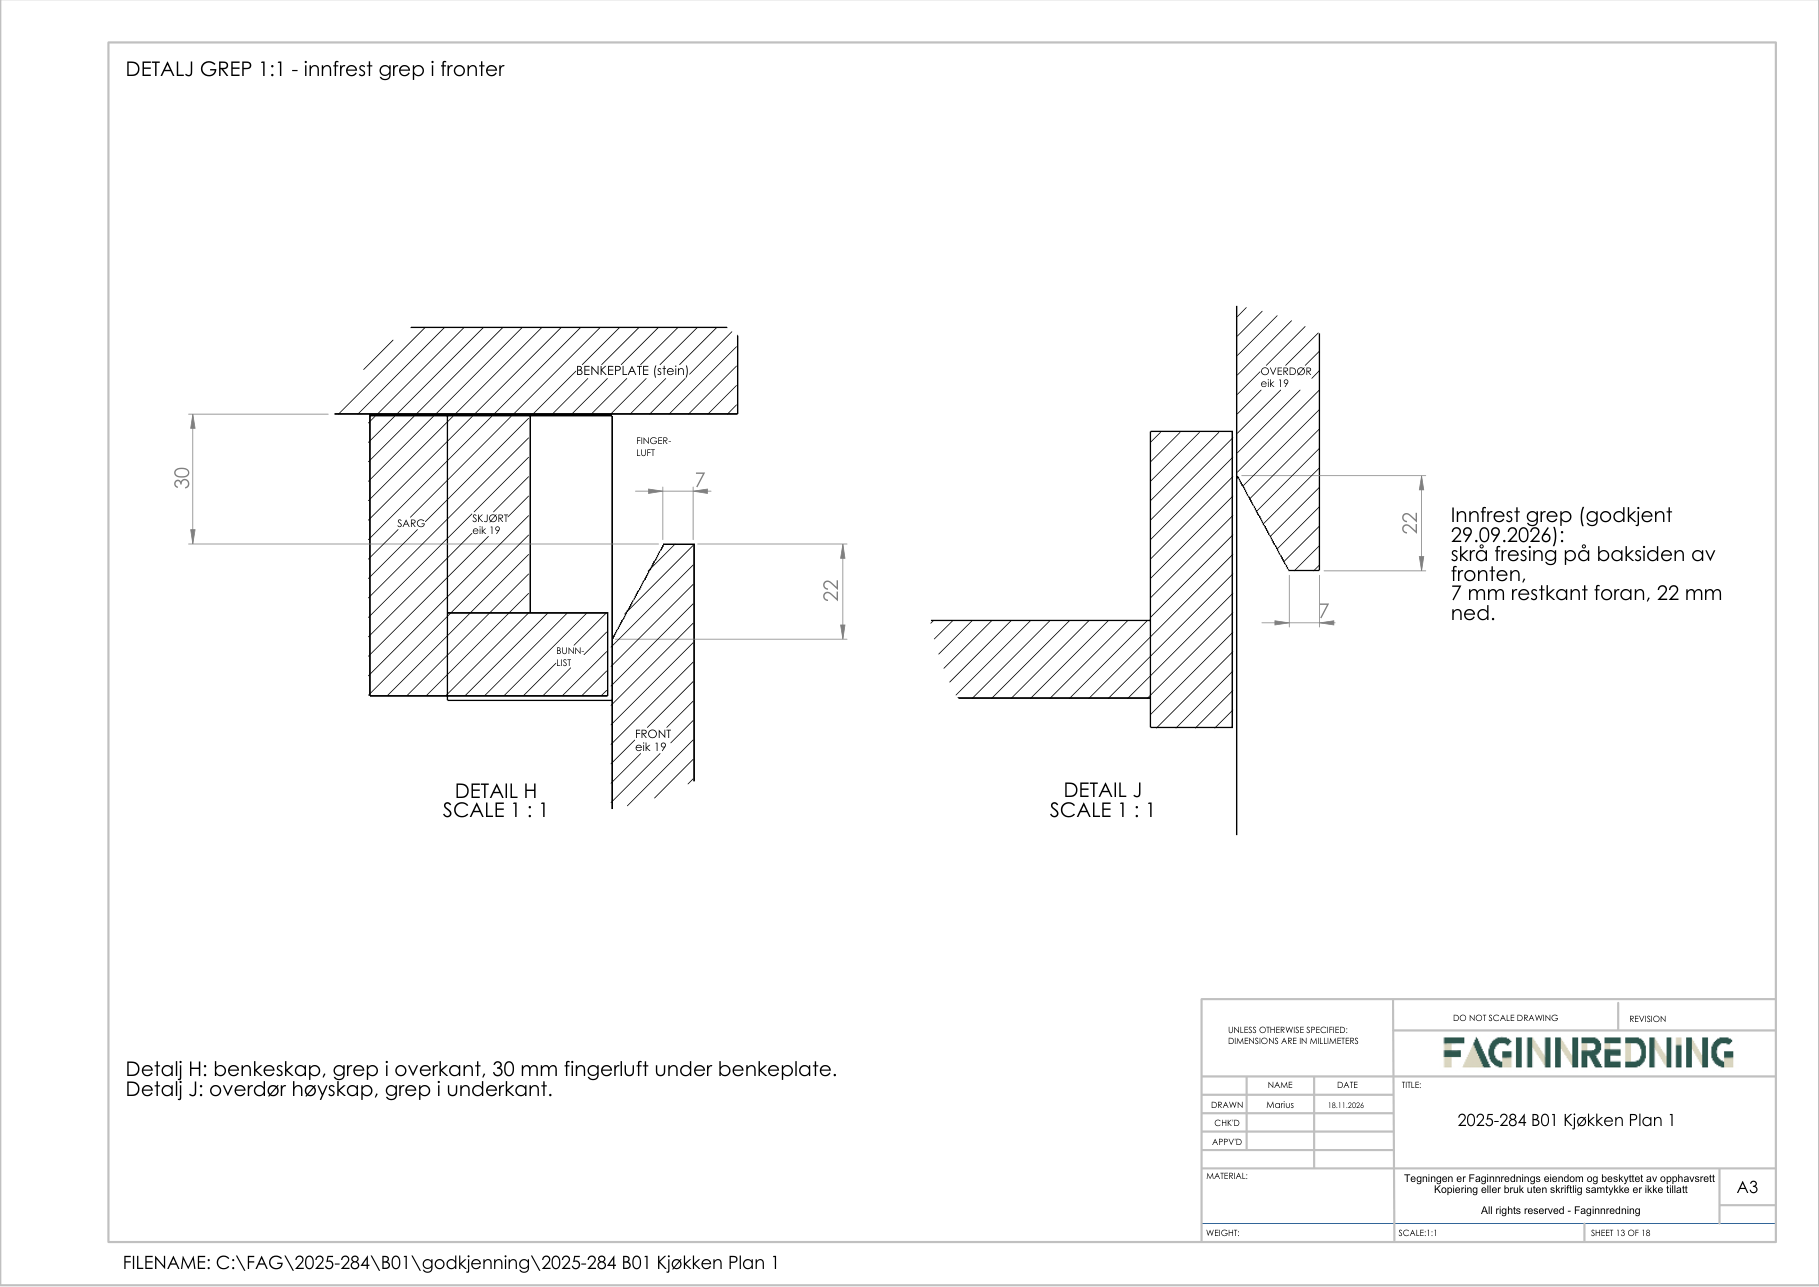 DETALJ GREP 1:1 - innfrest grep i fronter
BENKEPLATE (stein)
FINGER-
LUFT
30
7
SARG
SKJØRT
eik 19
22
BUNN-
LIST
FRONT
eik 19
DETAIL H
SCALE 1 : 1
OVERDØR
eik 19
22
7
Innfrest grep (godkjent
29.09.2026):
skrå fresing på baksiden av
fronten,
7 mm restkant foran, 22 mm
ned.
DETAIL J
SCALE 1 : 1
Detalj H: benkeskap, grep i overkant, 30 mm fingerluft under benkeplate.
Detalj J: overdør høyskap, grep i underkant.
UNLESS OTHERWISE SPECIFIED:
DIMENSIONS ARE IN MILLIMETERS
DO NOT SCALE DRAWING
REVISION
FAGINNREDNING
NAME
DATE
DRAWN
Marius
18.11.2026
CHK'D
APPV'D
TITLE:
2025-284 B01 Kjøkken Plan 1
MATERIAL:
Tegningen er Faginnrednings eiendom og beskyttet av opphavsrett
Kopiering eller bruk uten skriftlig samtykke er ikke tillatt
All rights reserved - Faginnredning
A3
WEIGHT:
SCALE:1:1
SHEET 13 OF 18
FILENAME: C:\FAG\2025-284\B01\godkjenning\2025-284 B01 Kjøkken Plan 1